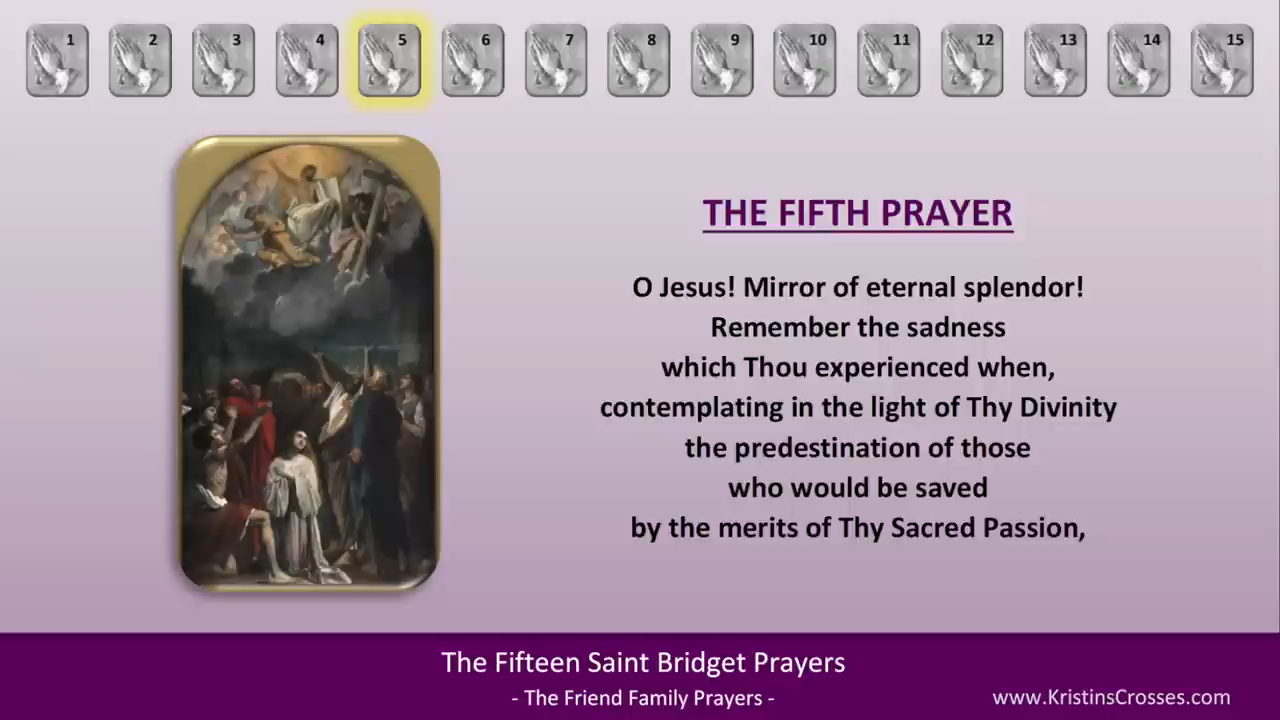 1 2 3 4 5 6 7 8 9 10 11 12 13 14 15
THE FIFTH PRAYER
O Jesus! Mirror of eternal splendor!
Remember the sadness
which Thou experienced when,
contemplating in the light of Thy Divinity
the predestination of those
who would be saved
by the merits of Thy Sacred Passion,
The Fifteen Saint Bridget Prayers
- The Friend Family Prayers -
www.KristinsCrosses.com